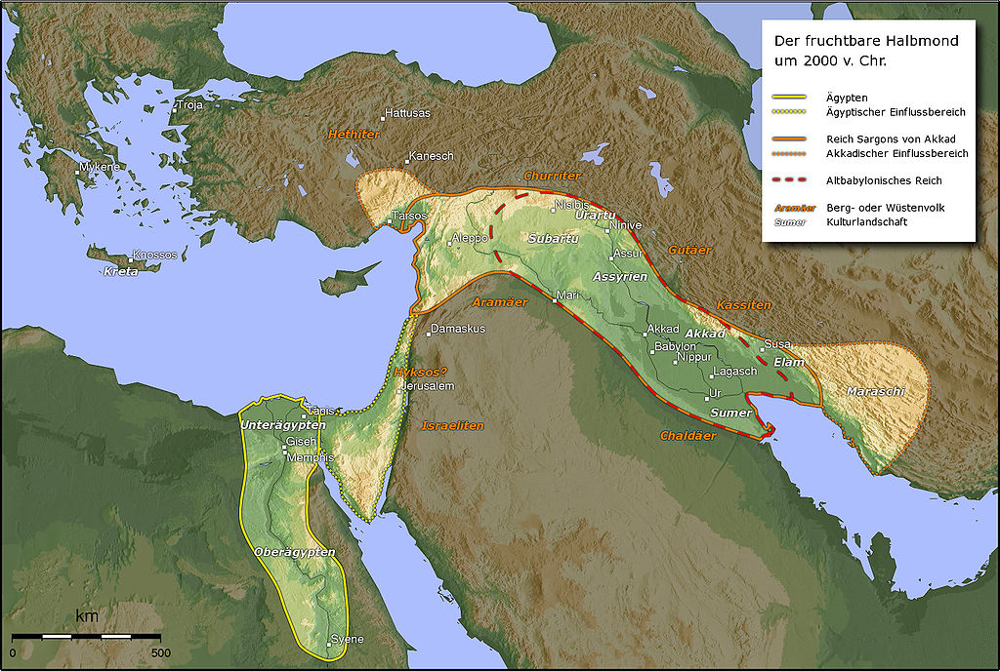 Der fruchtbare Halbmond
um 2000 v. Chr.
Ägypten
Ägyptischer Einflussbereich
Reich Sargons von Akkad
Akkadischer Einflussbereich
Altbabylonisches Reich
Aramäer Berg- oder Wüstenvolk
Sumer Kulturlandschaft
Troja
Hattusas
Hethiter
Kanesch
Mykene
Churriter
Nisibis
Tarsos
Urartu
Ninive
Aleppo
Subartu
Knossos
Kreta
Assur
Gutäer
Assyrien
Mari
Aramäer
Kassiten
Damaskus
Akkad
Akkad
Babylon
Susa
Nippur
Elam
Hyksos?
Lagasch
Jerusalem
Maraschi
Ur
Tanis
Sumer
Unterägypten
Israeliten
Chaldäer
Giseh
Memphis
Oberägypten
Syene
km
0 500